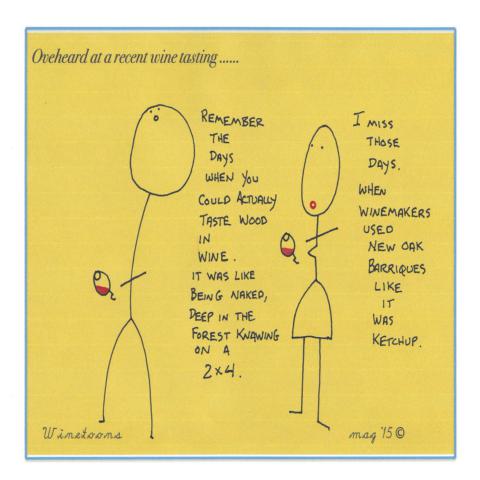 Oveheard at a recent wine tasting ......
REMEMBER
THE
DAYS
WHEN YOU
COULD ACTUALLY
TASTE WOOD
IN
WINE.
IT WAS LIKE
BEING NAKED,
DEEP IN THE
FOREST KNAWING
ON A
2x4.
I MISS
THOSE
DAYS.
WHEN
WINEMAKERS
USED
NEW OAK
BARRIQUES
LIKE
IT
WAS
KETCHUP.
Winetoons
mag '15 ©